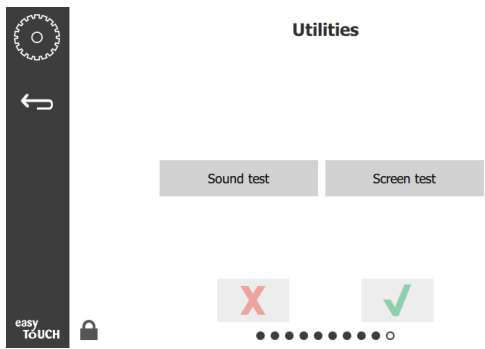 Utilities
Sound test
Screen test
easy
TOUCH